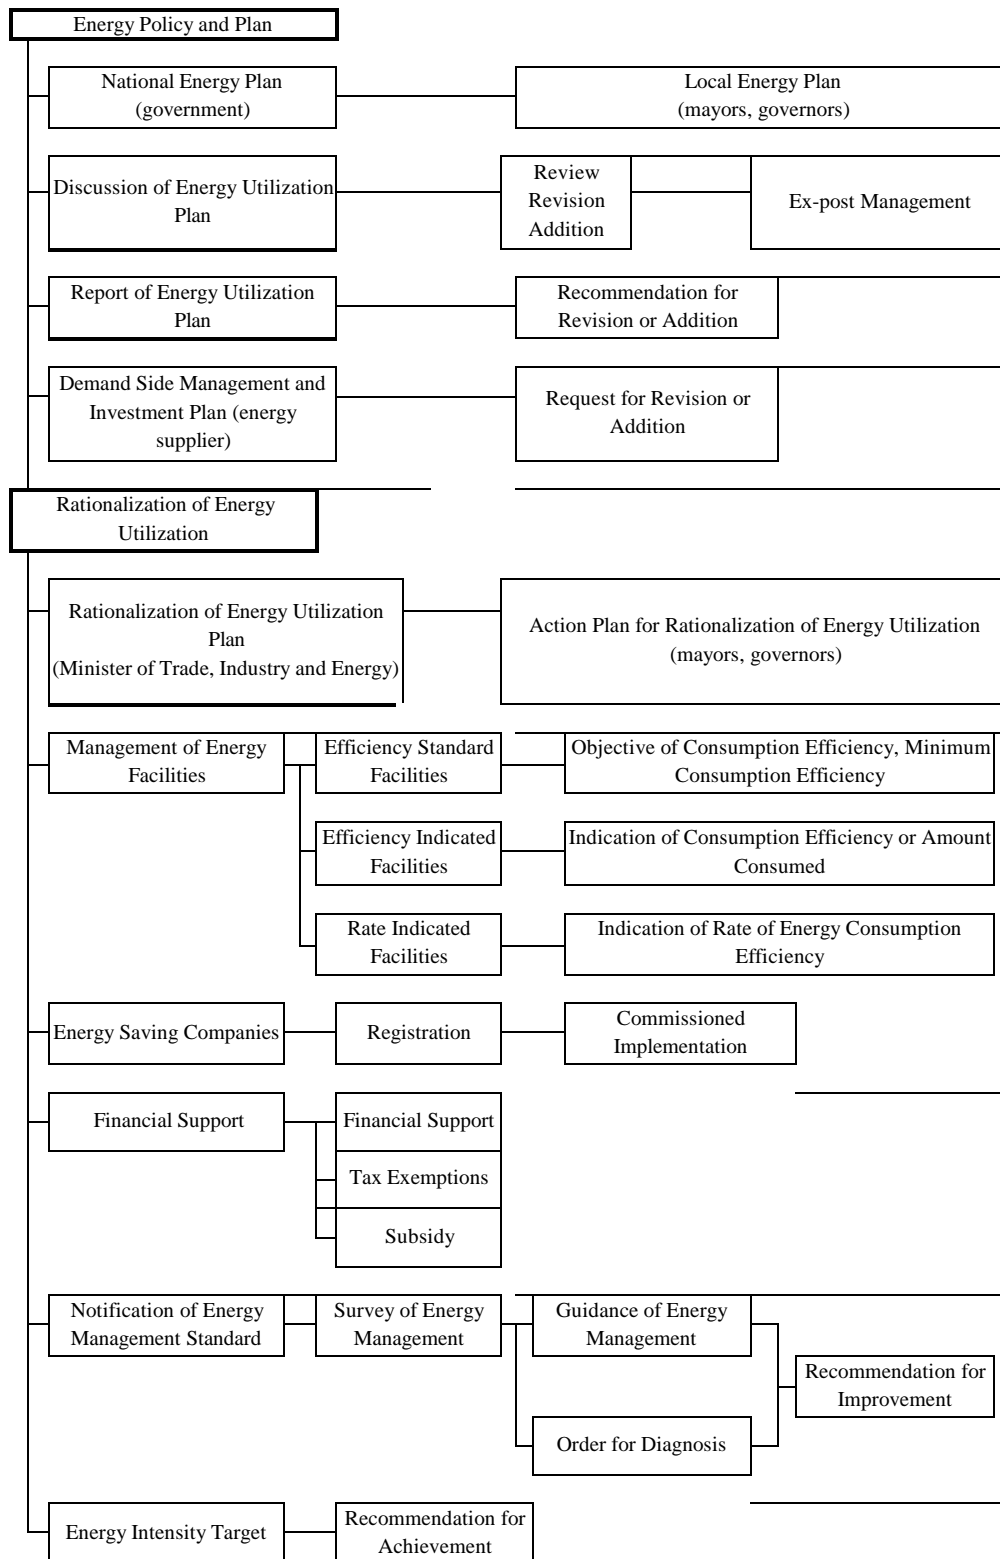 Energy Policy and Plan
National Energy Plan
(government)
Local Energy Plan
(mayors, governors)
Discussion of Energy Utilization
Plan
Review
Revision
Addition
Ex-post Management
Report of Energy Utilization
Plan
Recommendation for
Revision or Addition
Demand Side Management and
Investment Plan (energy
supplier)
Request for Revision or
Addition
Rationalization of Energy
Utilization
Rationalization of Energy Utilization
Plan
(Minister of Trade, Industry and Energy)
Action Plan for Rationalization of Energy Utilization
(mayors, governors)
Management of Energy
Facilities
Efficiency Standard
Facilities
Objective of Consumption Efficiency, Minimum
Consumption Efficiency
Efficiency Indicated
Facilities
Indication of Consumption Efficiency or Amount
Consumed
Rate Indicated
Facilities
Indication of Rate of Energy Consumption
Efficiency
Energy Saving Companies
Registration
Commissioned
Implementation
Financial Support
Financial Support
Tax Exemptions
Subsidy
Notification of Energy
Management Standard
Survey of Energy
Management
Guidance of Energy
Management
Recommendation for
Improvement
Order for Diagnosis
Energy Intensity Target
Recommendation for
Achievement